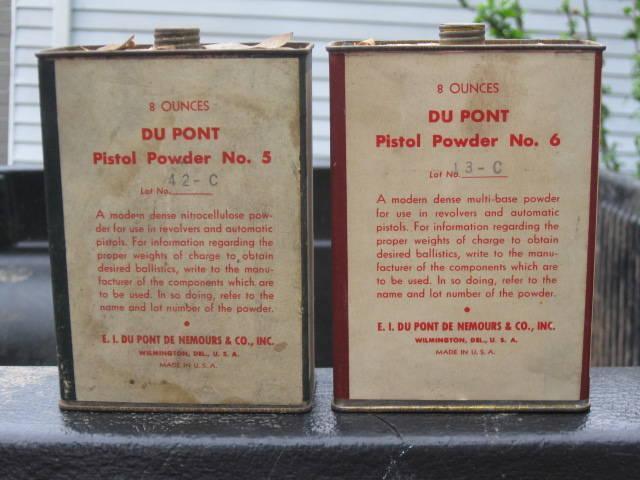 8 OUNCES
DU PONT
Pistol Powder No. 5
Lot No. 42-C
A modern dense nitrocellulose pow-
der for use in revolvers and automatic
pistols. For information regarding the
proper weights of charge to obtain
desired ballistics, write to the manu-
facturer of the components which are
to be used. In so doing, refer to the
name and lot number of the powder.
E. I. DU PONT DE NEMOURS & CO., INC.
WILMINGTON, DEL., U. S. A.
MADE IN U. S. A.
8 OUNCES
DU PONT
Pistol Powder No. 6
Lot No. 13-C
A modern dense multi-base powder
for use in revolvers and automatic
pistols. For information regarding the
proper weights of charge to obtain
desired ballistics, write to the manu-
facturer of the components which are
to be used. In so doing, refer to the
name and lot number of the powder.
E. I. DU PONT DE NEMOURS & CO., INC.
WILMINGTON, DEL., U. S. A.
MADE IN U. S. A.